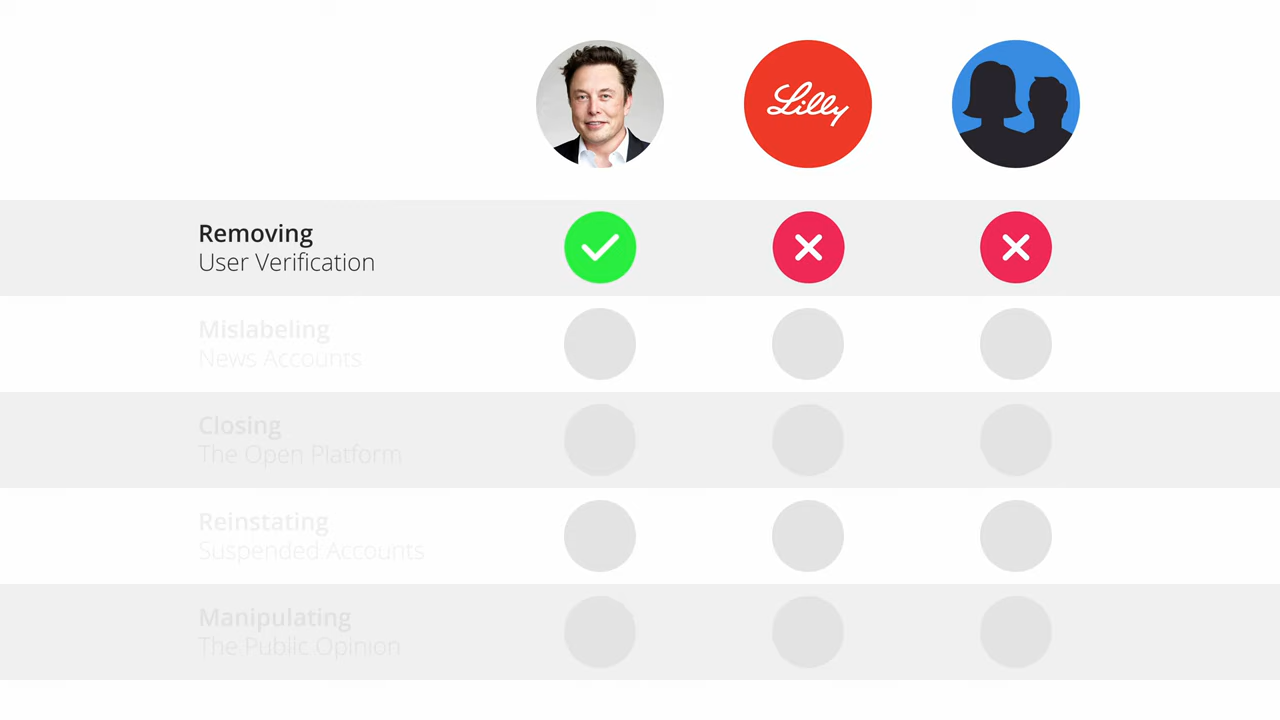 Lilly
Removing
User Verification
Mislabeling
News Accounts
Closing
The Open Platform
Reinstating
Suspended Accounts
Manipulating
The Public Opinion